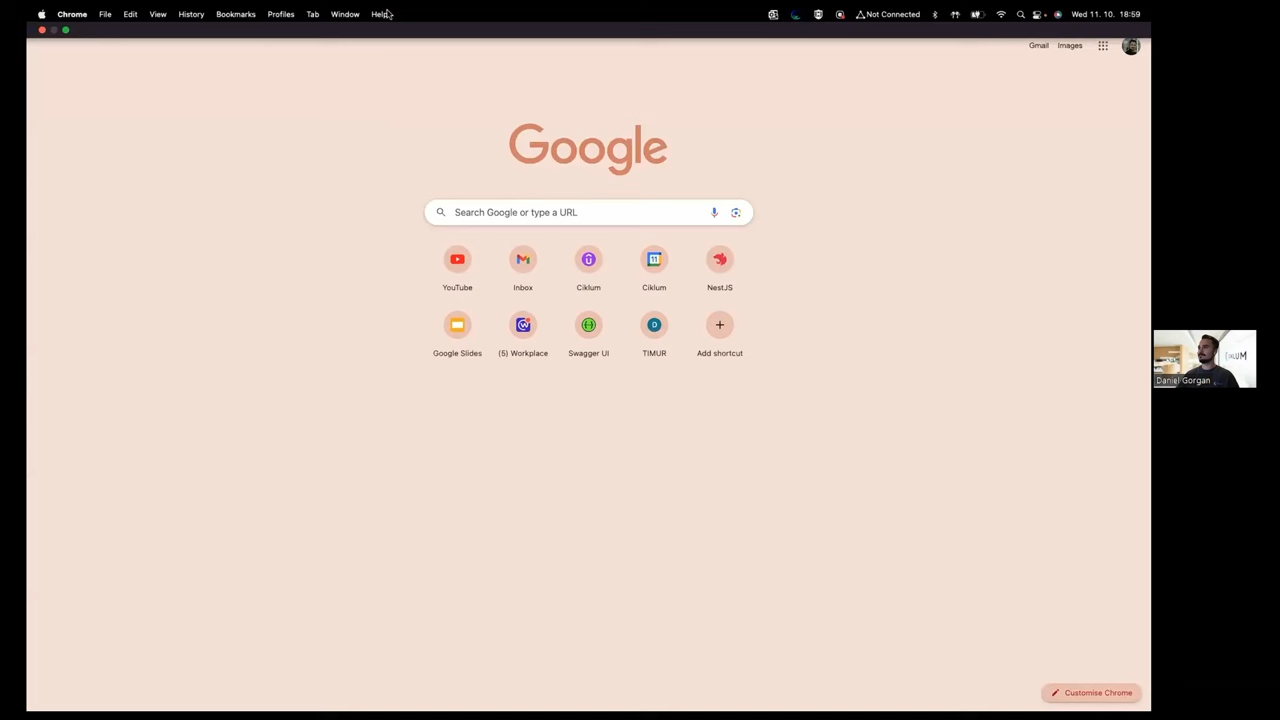 Chrome File Edit View History Bookmarks Profiles Tab Window Help Not Connected Wed 11. 10. 18:59
Gmail Images
Google
Search Google or type a URL
YouTube Inbox Ciklum Ciklum NestJS
Google Slides (5) Workplace Swagger UI TIMUR Add shortcut
Daniel Gorgan
Customise Chrome